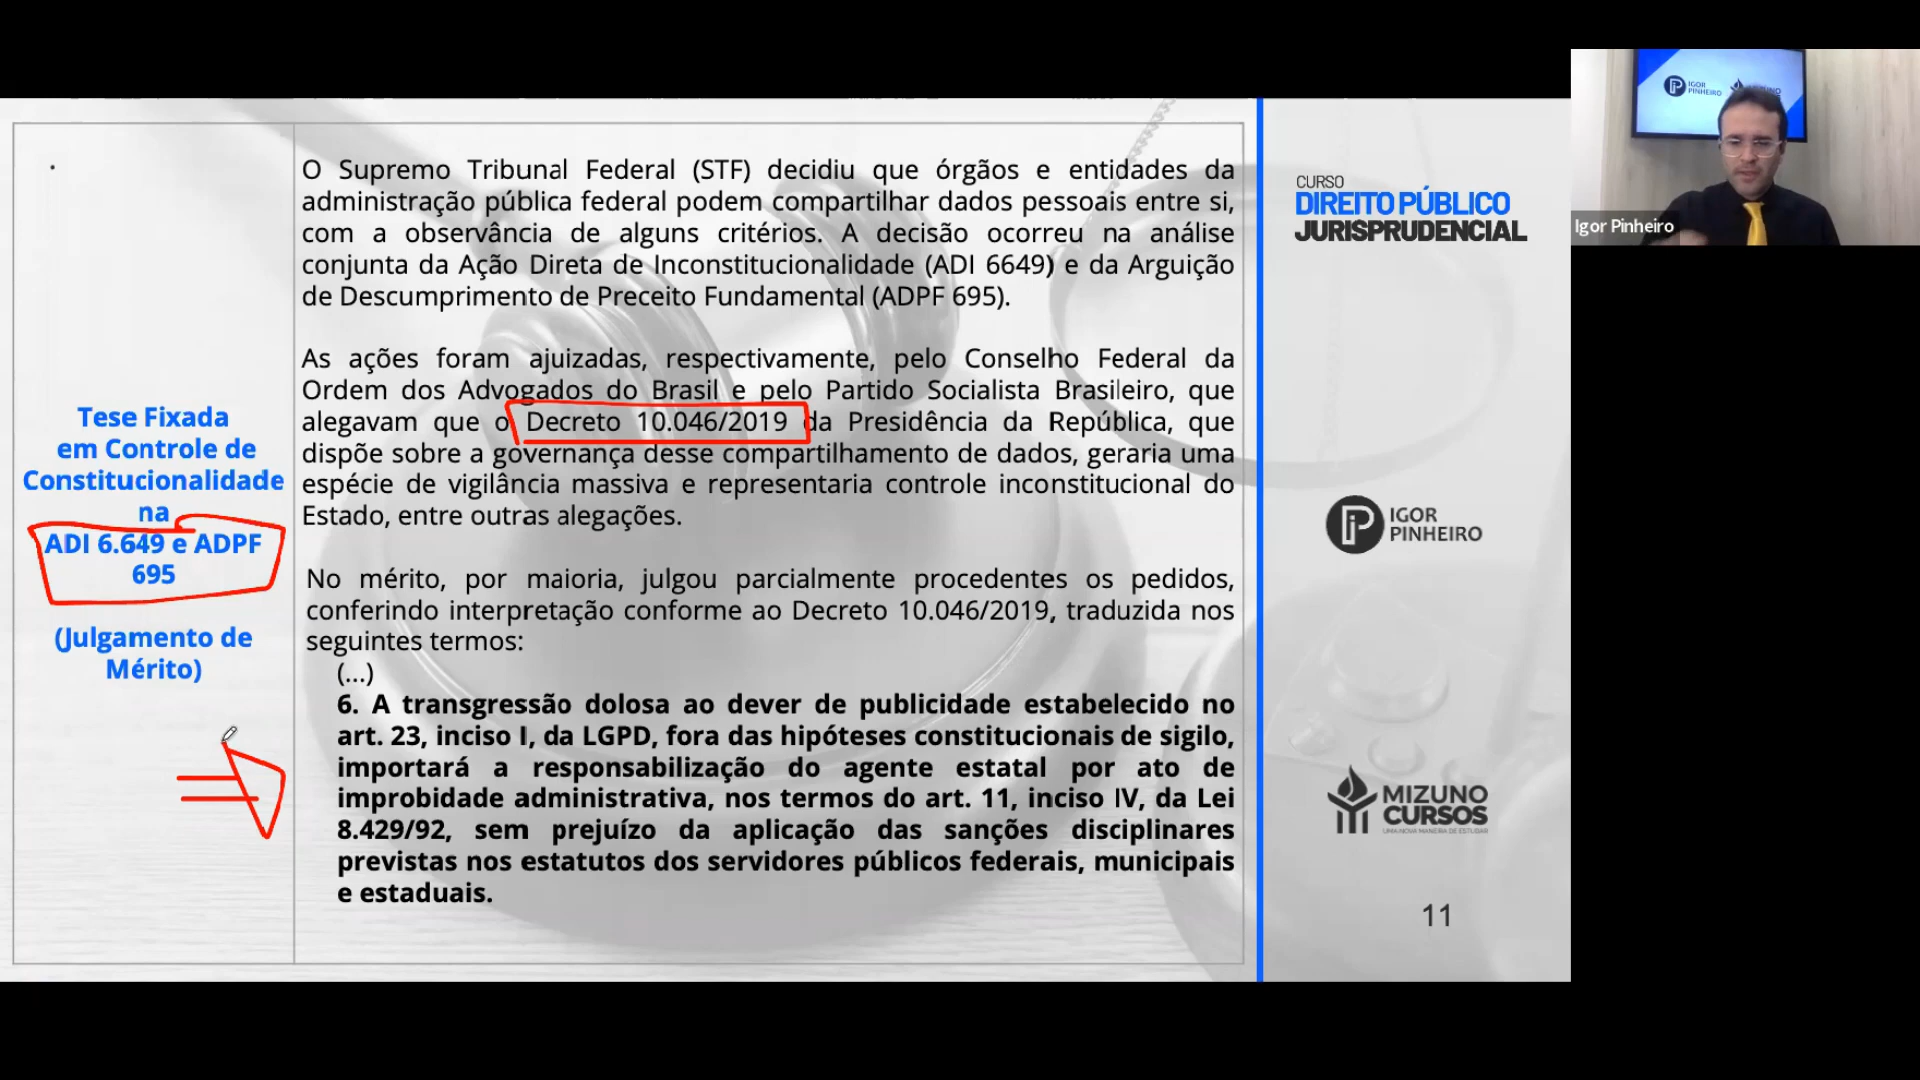 Tese Fixada
em Controle de
Constitucionalidade
na
ADI 6.649 e ADPF
695
(Julgamento de
Mérito)
O Supremo Tribunal Federal (STF) decidiu que órgãos e entidades da
administração pública federal podem compartilhar dados pessoais entre si,
com a observância de alguns critérios. A decisão ocorreu na análise
conjunta da Ação Direta de Inconstitucionalidade (ADI 6649) e da Arguição
de Descumprimento de Preceito Fundamental (ADPF 695).
As ações foram ajuizadas, respectivamente, pelo Conselho Federal da
Ordem dos Advogados do Brasil e pelo Partido Socialista Brasileiro, que
alegavam que o Decreto 10.046/2019 da Presidência da República, que
dispõe sobre a governança desse compartilhamento de dados, geraria uma
espécie de vigilância massiva e representaria controle inconstitucional do
Estado, entre outras alegações.
No mérito, por maioria, julgou parcialmente procedentes os pedidos,
conferindo interpretação conforme ao Decreto 10.046/2019, traduzida nos
seguintes termos:
(...)
6. A transgressão dolosa ao dever de publicidade estabelecido no
art. 23, inciso I, da LGPD, fora das hipóteses constitucionais de sigilo,
importará a responsabilização do agente estatal por ato de
improbidade administrativa, nos termos do art. 11, inciso IV, da Lei
8.429/92, sem prejuízo da aplicação das sanções disciplinares
previstas nos estatutos dos servidores públicos federais, municipais
e estaduais.
CURSO
DIREITO PÚBLICO
JURISPRUDENCIAL
IGOR
PINHEIRO
MIZUNO
CURSOS
UMA NOVA MANEIRA DE ESTUDAR
11
IGOR
PINHEIRO
Igor Pinheiro